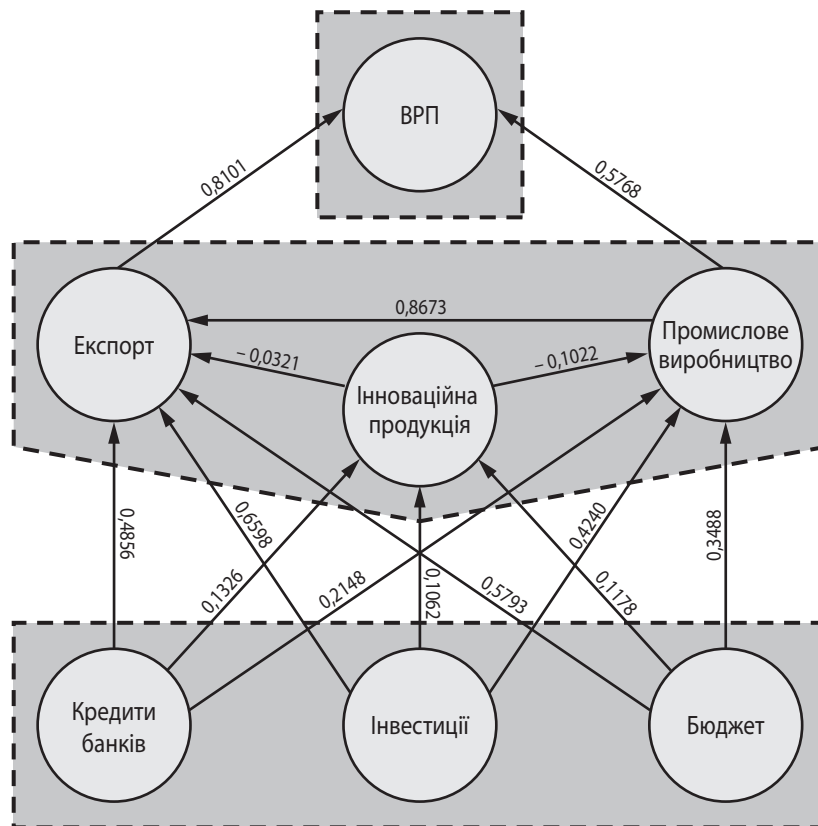 ВРП
0,8101
0,5768
0,8673
Експорт
Промислове
виробництво
– 0,0321
– 0,1022
Інноваційна
продукція
0,4856
0,6598
0,4240
0,3488
0,1326
0,2148
0,1062
0,5793
0,1178
Кредити
банків
Інвестиції
Бюджет